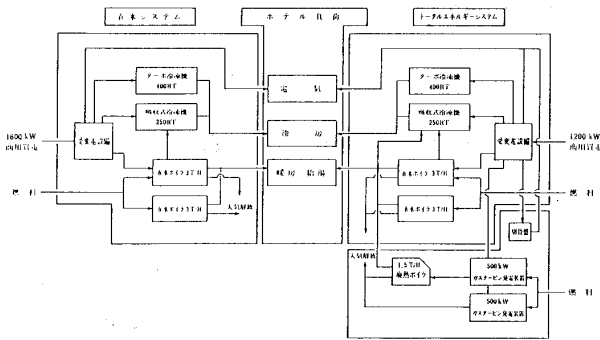 在来システム
ホテル負荷
トータルエネルギーシステム
ターボ冷凍機
400RT
吸収式冷凍機
250RT
1600kW
商用買電
受変電設備
燃料
在来ボイラ3T/H
在来ボイラ3T/H
大気解放
電気
冷房
暖房給湯
ターボ冷凍機
400RT
吸収式冷凍機
250RT
受変電設備
1200kW
商用買電
在来ボイラ3T/H
在来ボイラ3T/H
燃料
大気解放
1.5T/H
廃熱ボイラ
500kW
ガスタービン発電装置
500kW
ガスタービン発電装置
燃料